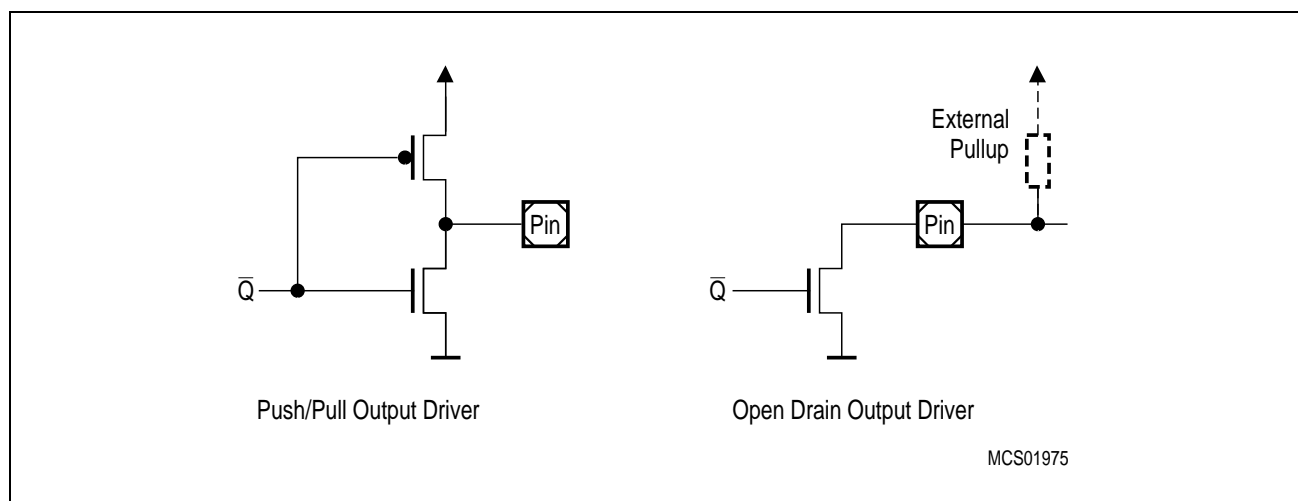 External
Pullup
Pin
Pin
Q̅
Q̅
Push/Pull Output Driver
Open Drain Output Driver
MCS01975